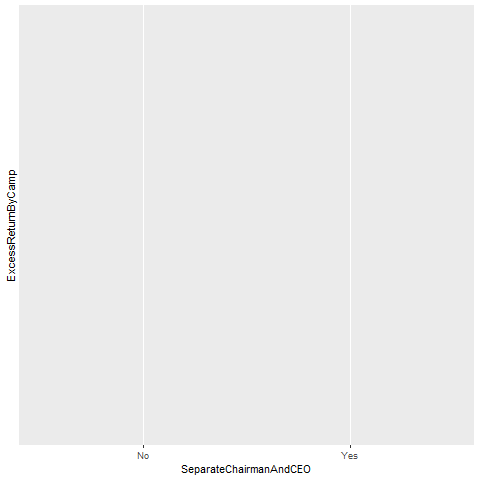 ExcessReturnByCamp
No
Yes
SeparateChairmanAndCEO